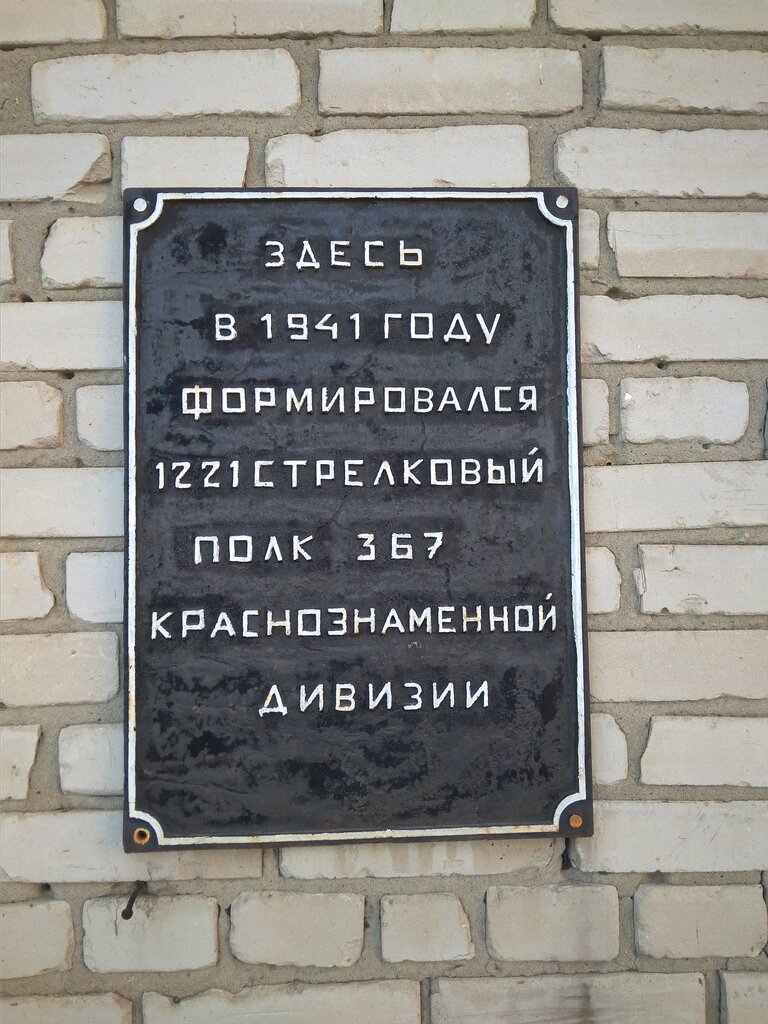 ЗДЕСЬ
В 1941 ГОДУ
ФОРМИРОВАЛСЯ
1221 СТРЕЛКОВЫЙ
ПОЛК 367
КРАСНОЗНАМЕННОЙ
ДИВИЗИИ